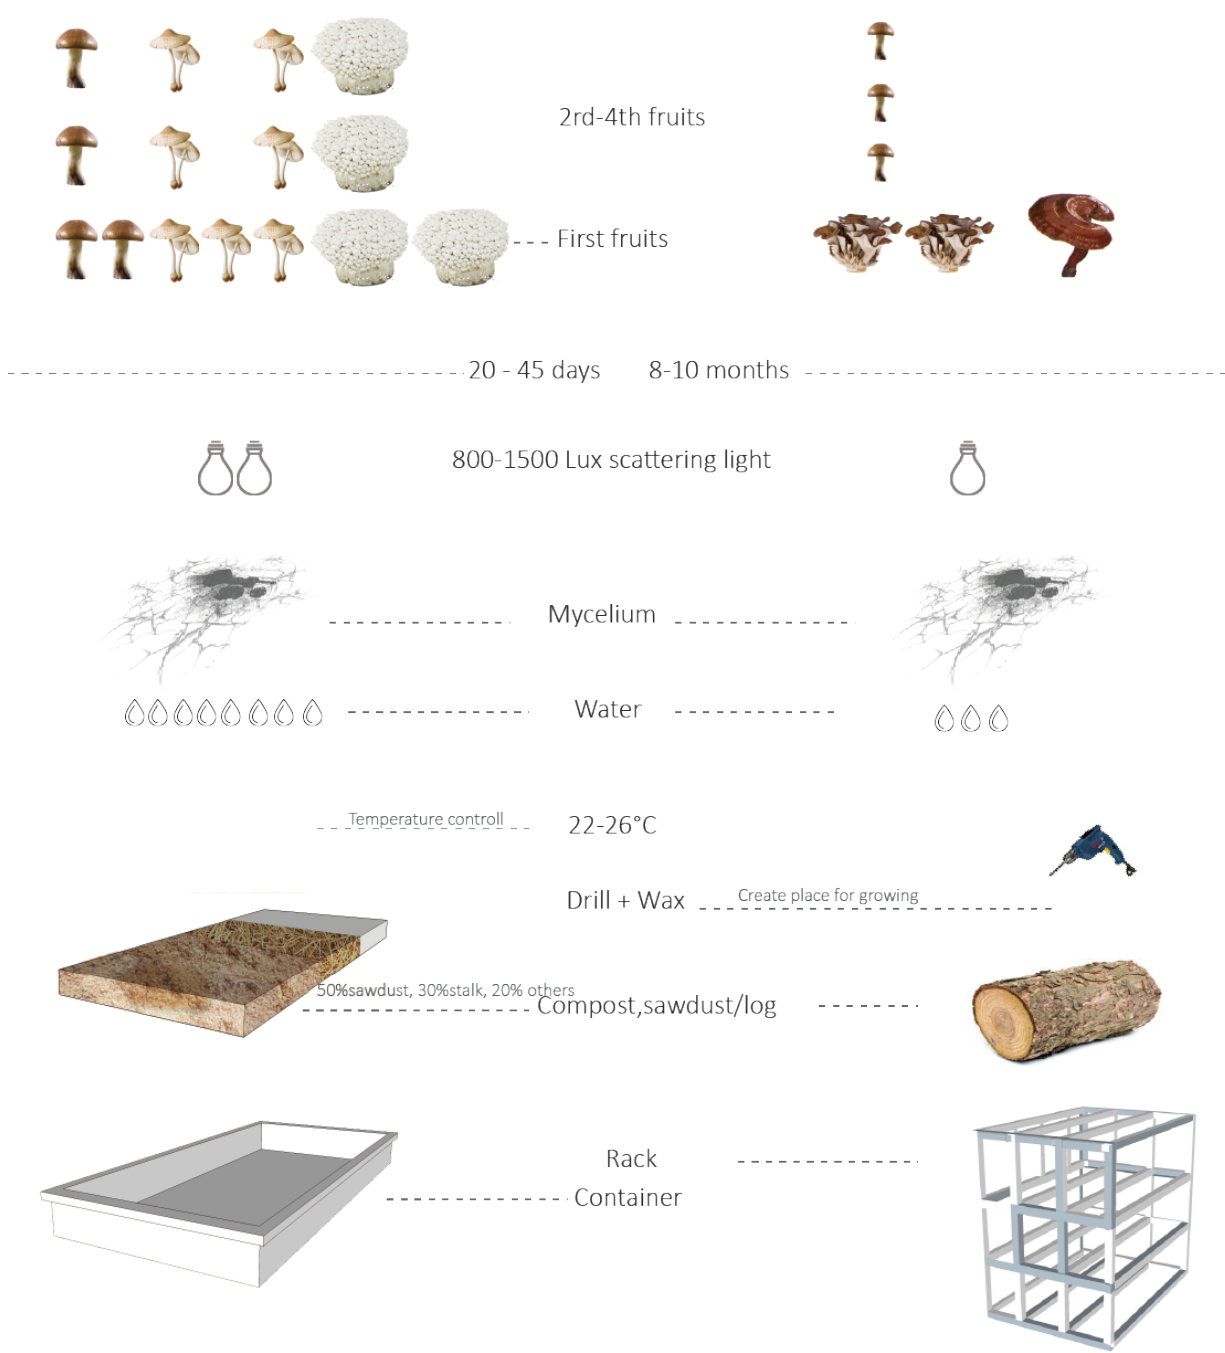 2rd-4th fruits
First fruits
20 - 45 days
8-10 months
800-1500 Lux scattering light
Mycelium
Water
Temperature controll
22-26°C
Drill + Wax
Create place for growing
50%sawdust, 30%stalk, 20% others
Compost,sawdust/log
Rack
Container